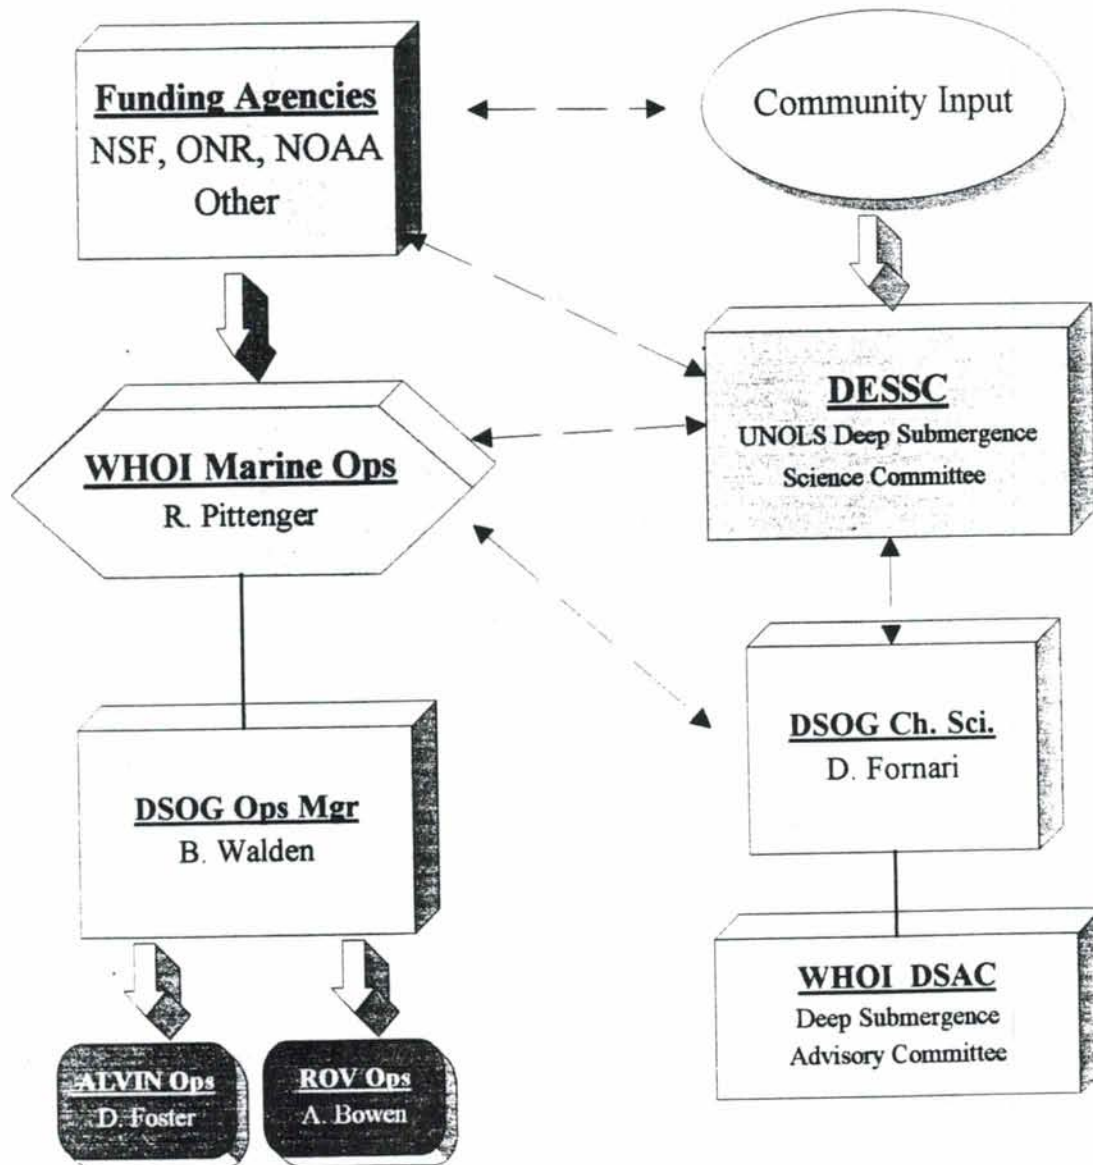 Funding Agencies
NSF, ONR, NOAA
Other
Community Input
DESSC
UNOLS Deep Submergence
Science Committee
WHOI Marine Ops
R. Pittenger
DSOG Ch. Sci.
D. Fornari
DSOG Ops Mgr
B. Walden
WHOI DSAC
Deep Submergence
Advisory Committee
ALVIN Ops
D. Foster
ROV Ops
A. Bowen